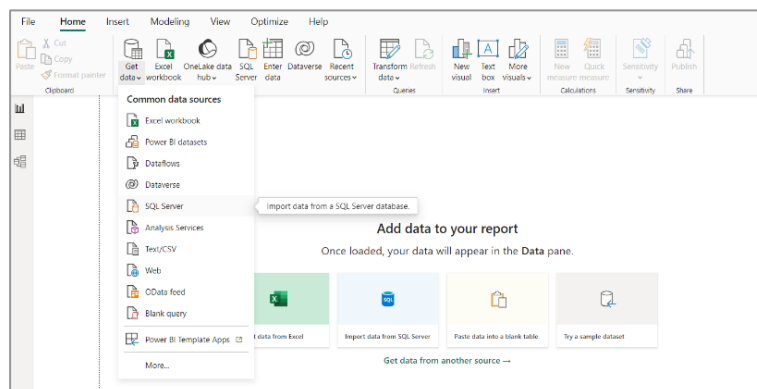 File Home Insert Modeling View Optimize Help
Paste
Cut
Copy
Format painter
Clipboard
Get data
Excel workbook
OneLake data hub
SQL Server
Enter data
Dataverse
Recent sources
Transform data
Refresh
Queries
New visual
Text box
More visuals
Insert
New measure
Quick measure
Calculations
Sensitivity
Sensitivity
Publish
Share
Common data sources
Excel workbook
Power BI datasets
Dataflows
Dataverse
SQL Server
Import data from a SQL Server database.
Analysis Services
Text/CSV
Web
OData feed
Blank query
Power BI Template Apps
More...
Add data to your report
Once loaded, your data will appear in the Data pane.
SQL
data from Excel
Import data from SQL Server
Paste data into a blank table
Try a sample dataset
Get data from another source →